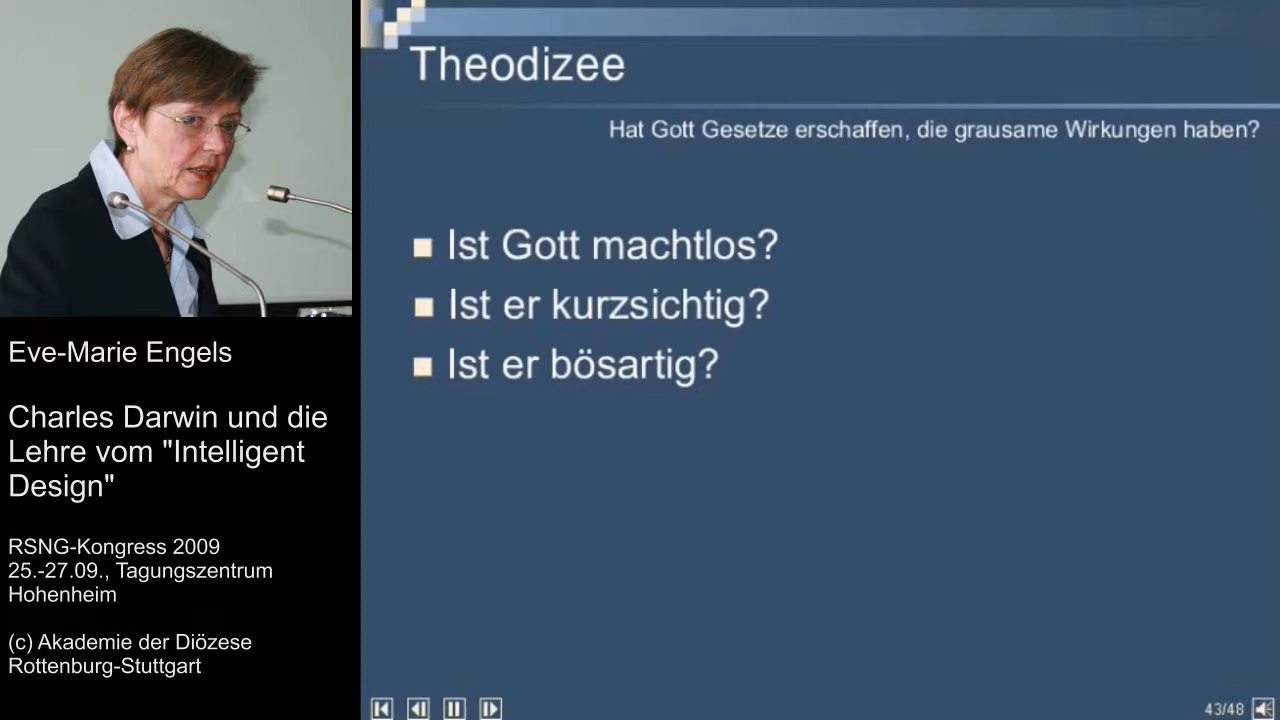 Theodizee
Hat Gott Gesetze erschaffen, die grausame Wirkungen haben?
Ist Gott machtlos?
Ist er kurzsichtig?
Ist er bösartig?
Eve-Marie Engels
Charles Darwin und die
Lehre vom "Intelligent
Design"
RSNG-Kongress 2009
25.-27.09., Tagungszentrum
Hohenheim
(c) Akademie der Diözese
Rottenburg-Stuttgart
43/48